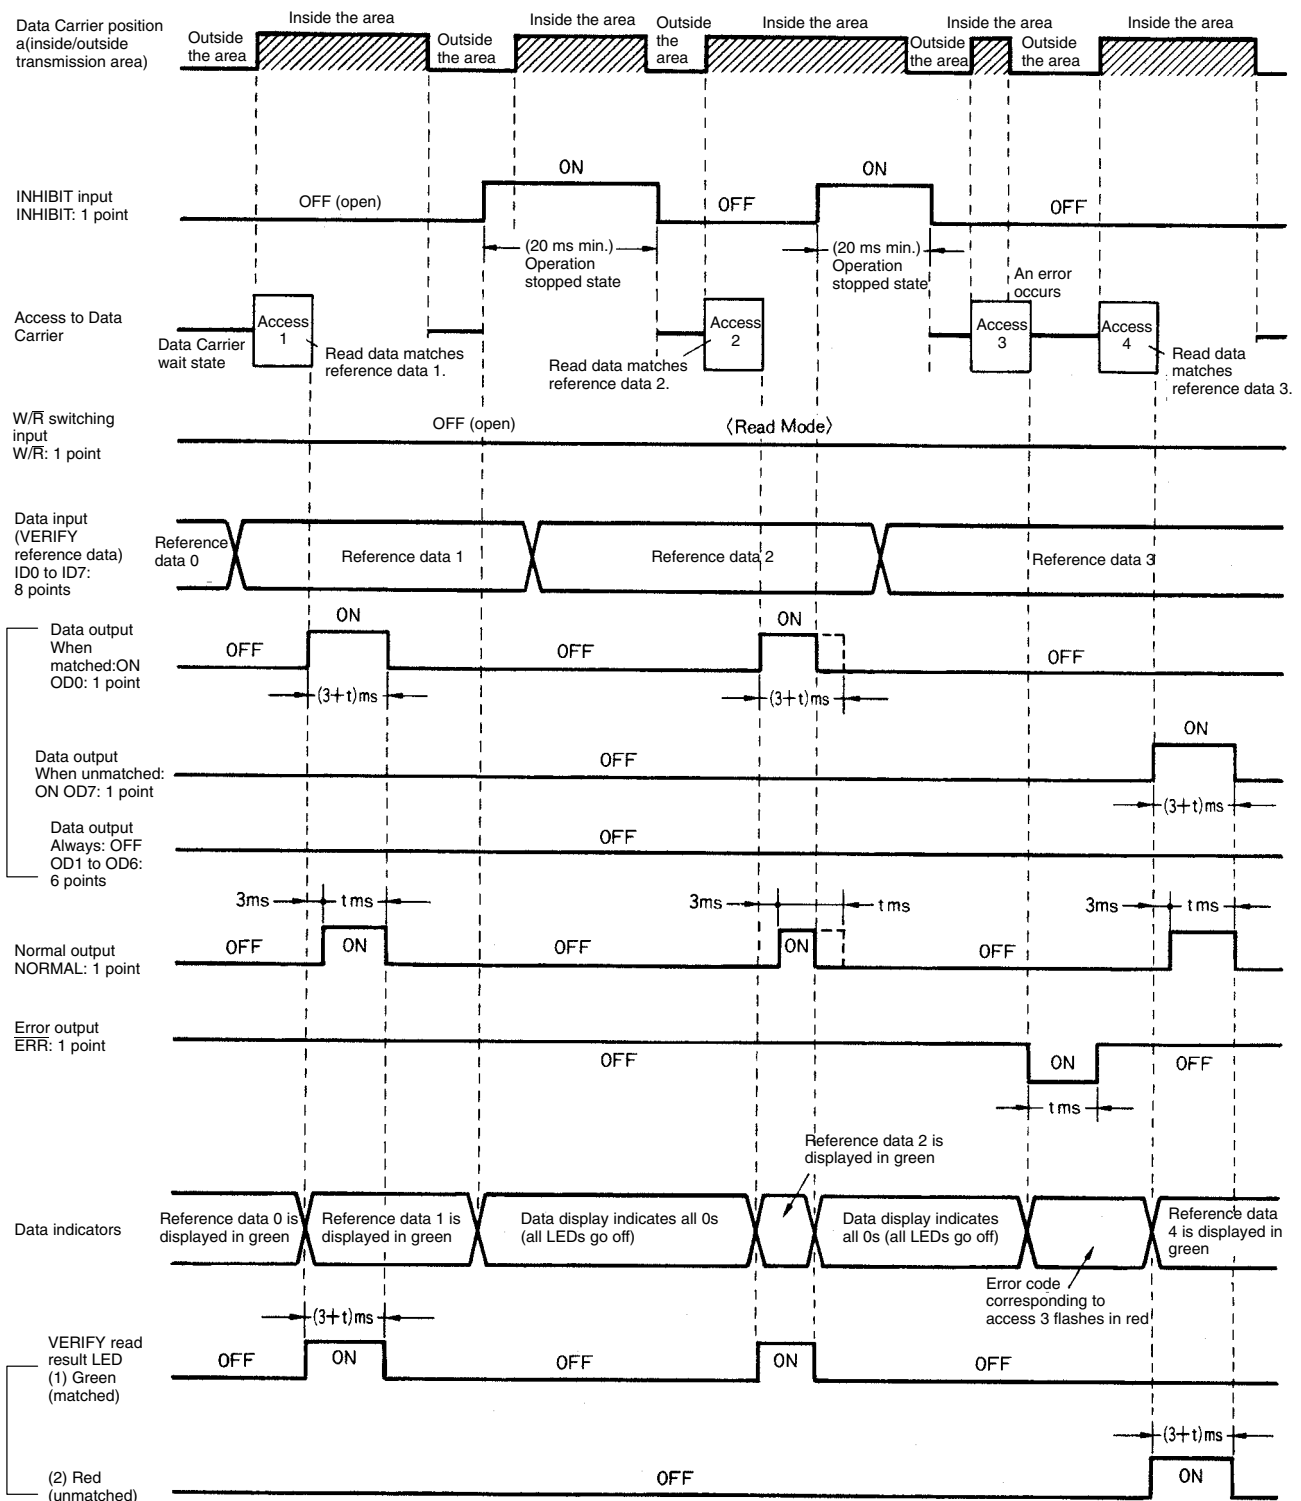 Data Carrier position
a(inside/outside
transmission area)
Outside
the area
Inside the area
Outside
the area
Inside the area
Outside
the
area
Inside the area
Outside
the area
Inside the area
Outside
the area
Inside the area
INHIBIT input
INHIBIT: 1 point
OFF (open)
ON
OFF
ON
OFF
(20 ms min.)
Operation
stopped state
(20 ms min.)
Operation
stopped state
An error
occurs
Access to Data
Carrier
Data Carrier
wait state
Access
1
Read data matches
reference data 1.
Read data matches
reference data 2.
Access
2
Access
3
Access
4
Read data
matches
reference data 3.
W/R̅ switching
input
W/R̅: 1 point
OFF (open)
〈Read Mode〉
Data input
(VERIFY
reference data)
ID0 to ID7:
8 points
Reference
data 0
Reference data 1
Reference data 2
Reference data 3
Data output
When
matched:ON
OD0: 1 point
OFF
ON
OFF
ON
OFF
(3+t)ms
(3+t)ms
Data output
When unmatched:
ON OD7: 1 point
OFF
ON
(3+t)ms
Data output
Always: OFF
OD1 to OD6:
6 points
OFF
3ms
t ms
3ms
t ms
3ms
t ms
Normal output
NORMAL: 1 point
OFF
ON
OFF
ON
OFF
Error output
E̅R̅R̅: 1 point
OFF
ON
OFF
t ms
Reference data 2 is
displayed in green
Data indicators
Reference data 0 is
displayed in green
Reference data 1 is
displayed in green
Data display indicates all 0s
(all LEDs go off)
Data display indicates
all 0s (all LEDs go off)
Reference data
4 is displayed in
green
Error code
corresponding to
access 3 flashes in red
(3+t)ms
VERIFY read
result LED
(1) Green
(matched)
OFF
ON
OFF
ON
OFF
(3+t)ms
(2) Red
(unmatched)
OFF
ON